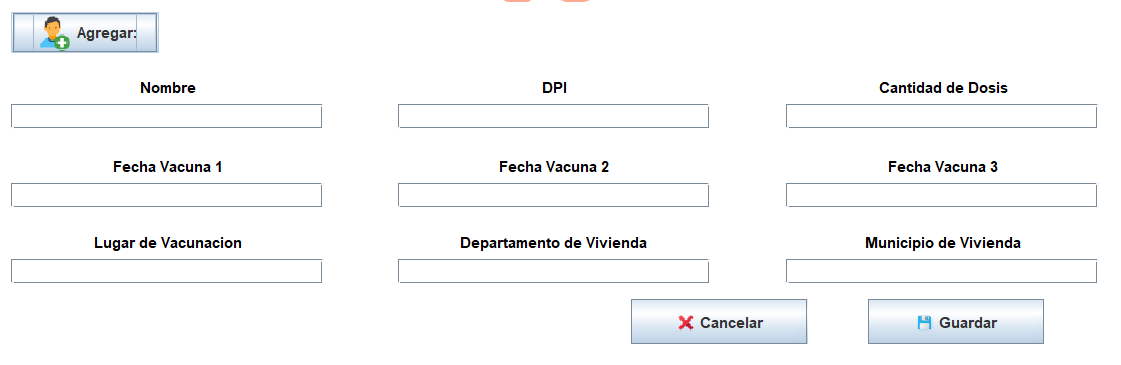 Agregar:
Nombre DPI Cantidad de Dosis
Fecha Vacuna 1 Fecha Vacuna 2 Fecha Vacuna 3
Lugar de Vacunacion Departamento de Vivienda Municipio de Vivienda
Cancelar Guardar